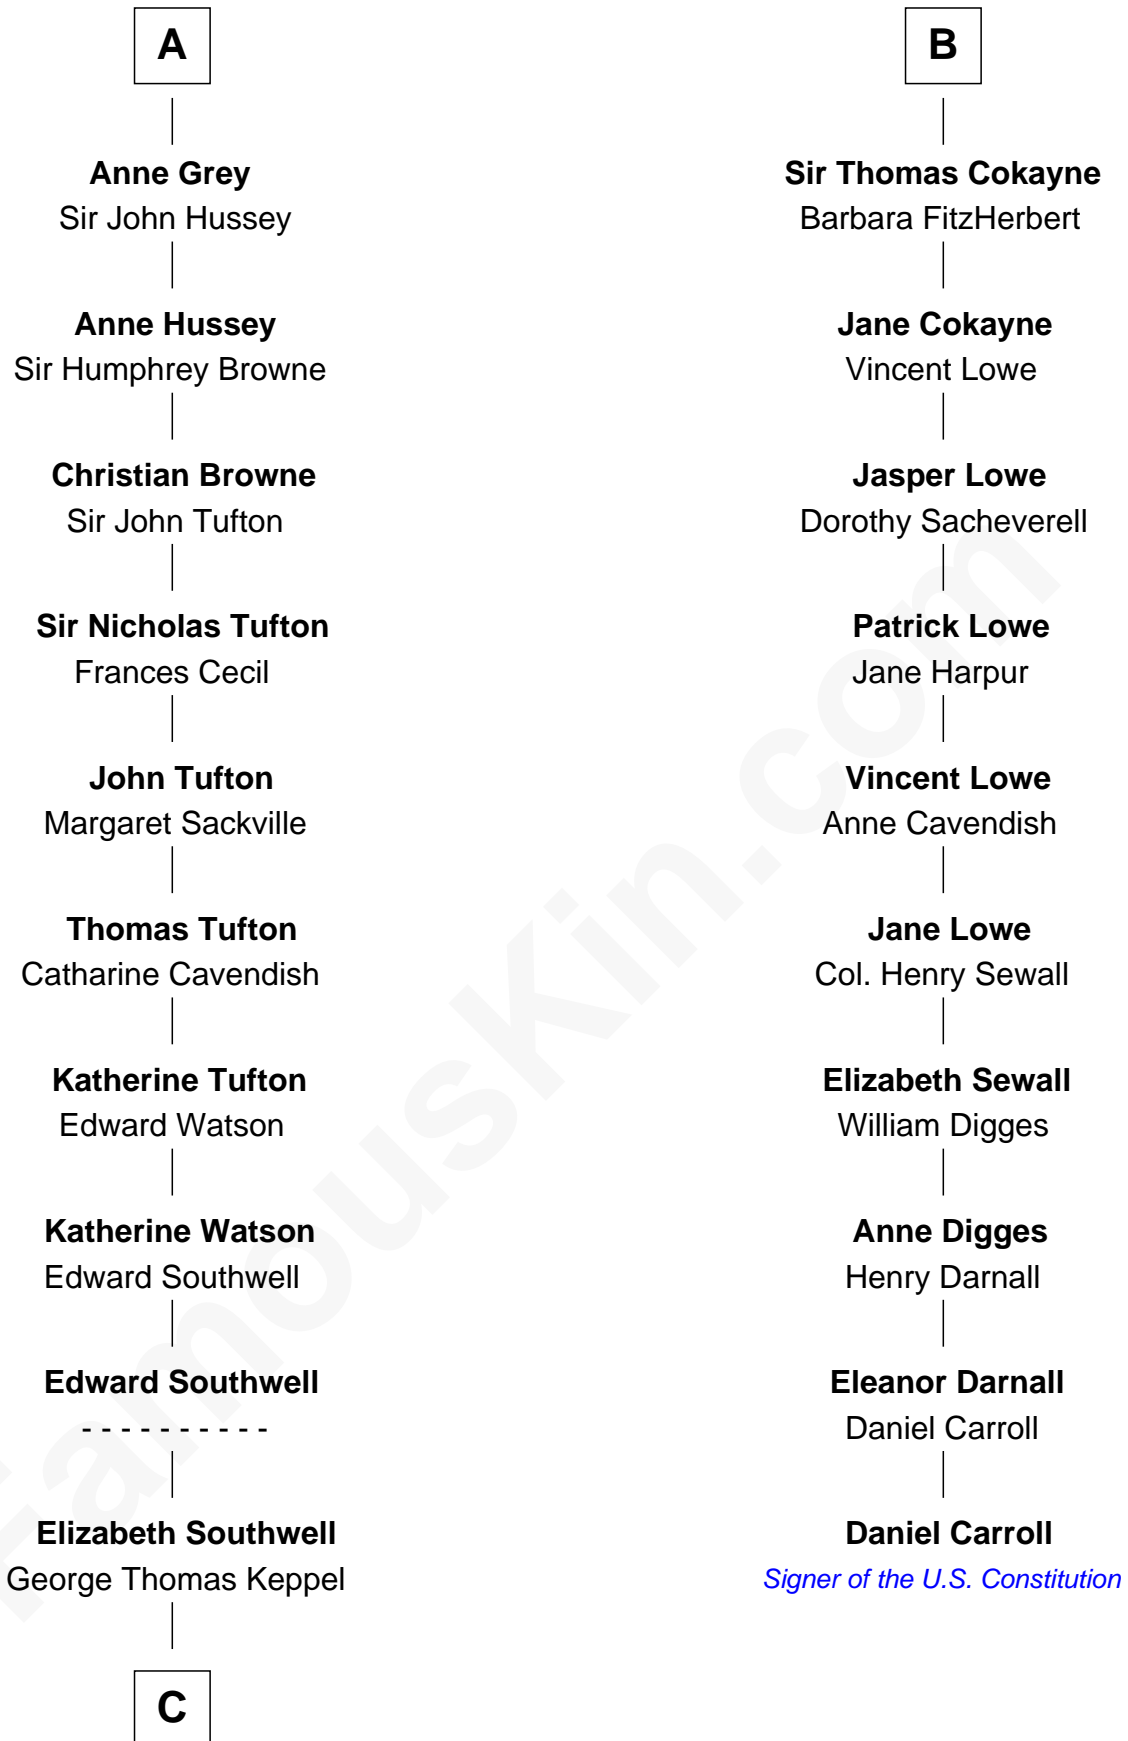 A
Anne Grey
Sir John Hussey
Anne Hussey
Sir Humphrey Browne
Christian Browne
Sir John Tufton
Sir Nicholas Tufton
Frances Cecil
John Tufton
Margaret Sackville
Thomas Tufton
Catharine Cavendish
Katherine Tufton
Edward Watson
Katherine Watson
Edward Southwell
Edward Southwell
- - - - - - - - - -
Elizabeth Southwell
George Thomas Keppel
C
B
Sir Thomas Cokayne
Barbara FitzHerbert
Jane Cokayne
Vincent Lowe
Jasper Lowe
Dorothy Sacheverell
Patrick Lowe
Jane Harpur
Vincent Lowe
Anne Cavendish
Jane Lowe
Col. Henry Sewall
Elizabeth Sewall
William Digges
Anne Digges
Henry Darnall
Eleanor Darnall
Daniel Carroll
Daniel Carroll
Signer of the U.S. Constitution
FamousKin.com